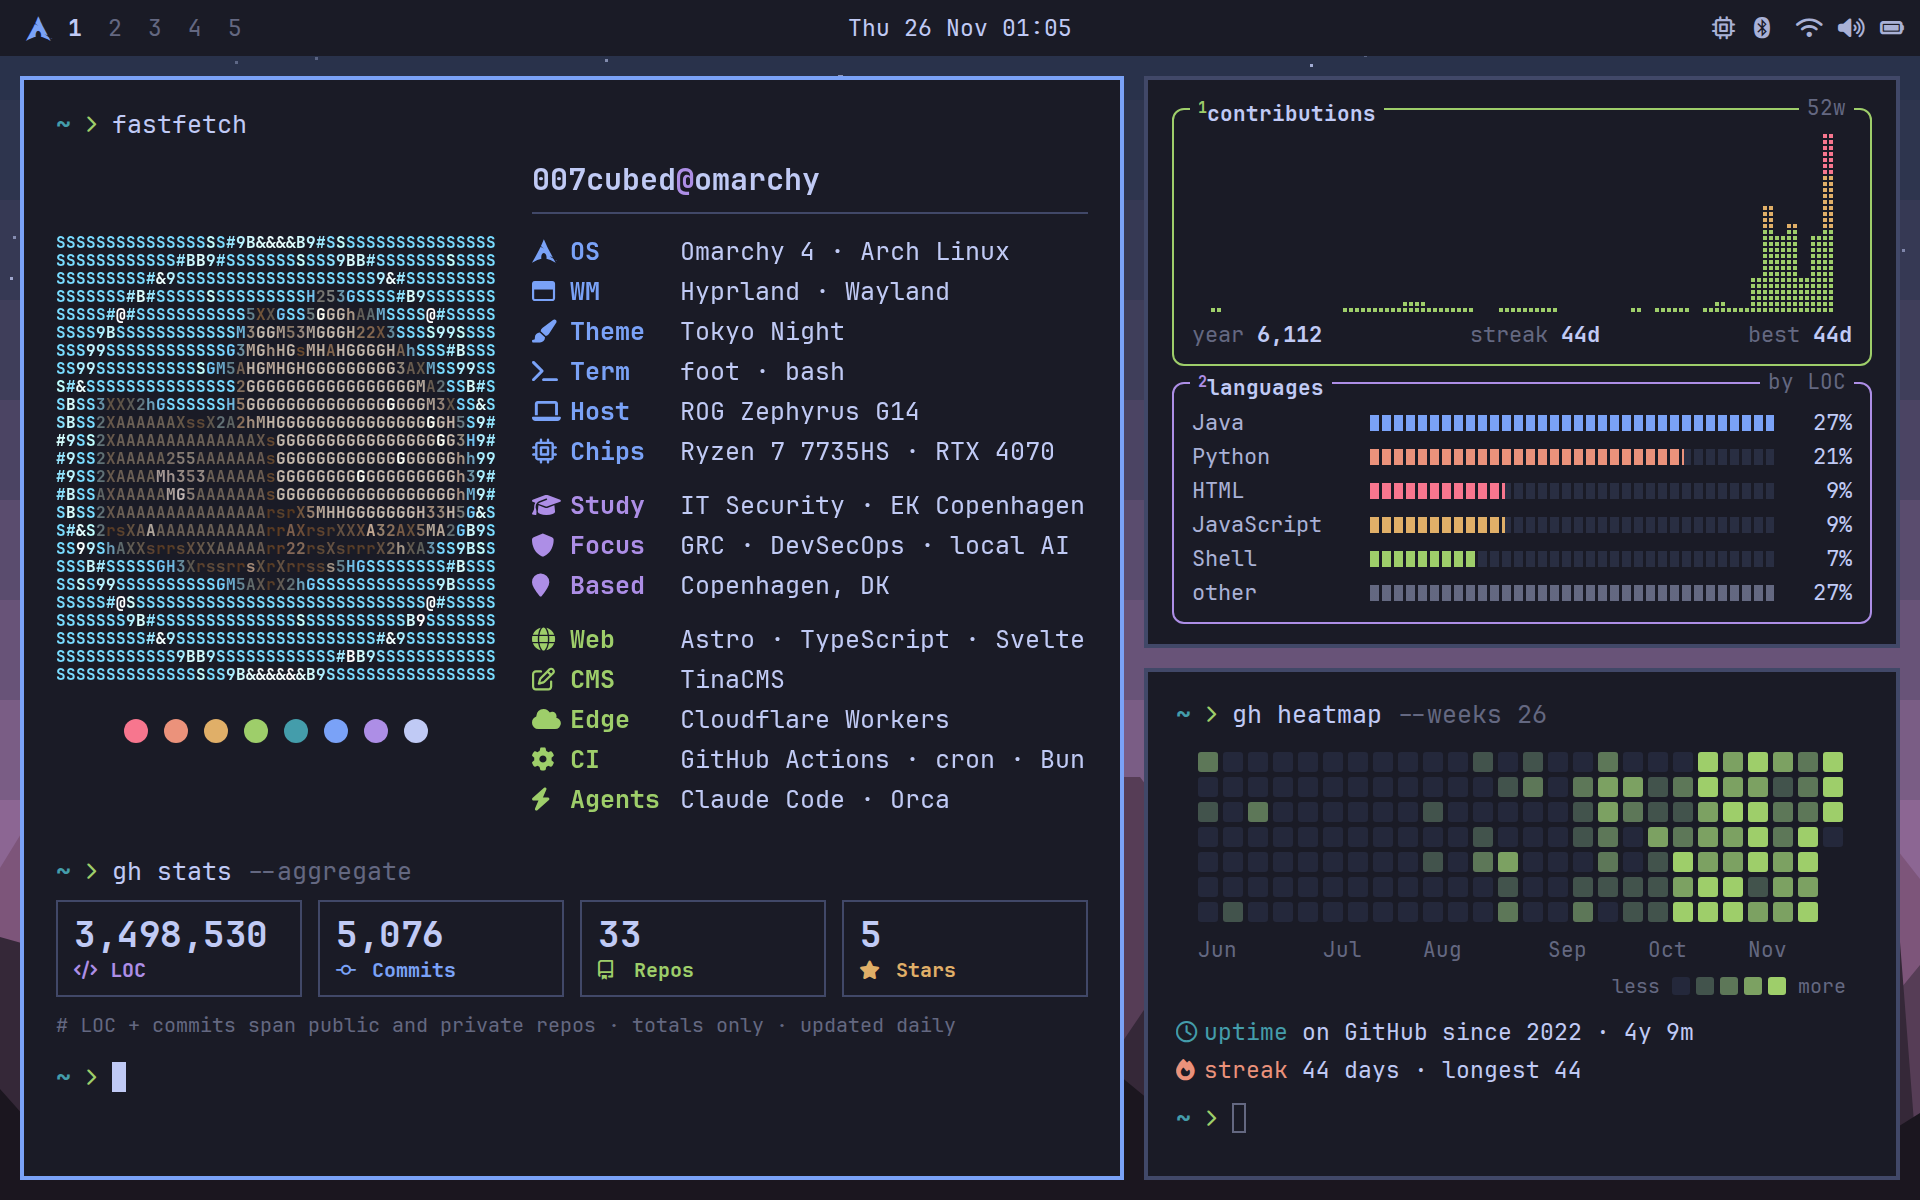 1 2 3 4 5
Thu 26 Nov 01:05
~ > fastfetch
007cubed@omarchy
OS Omarchy 4 · Arch Linux
WM Hyprland · Wayland
Theme Tokyo Night
Term foot · bash
Host ROG Zephyrus G14
Chips Ryzen 7 7735HS · RTX 4070
Study IT Security · EK Copenhagen
Focus GRC · DevSecOps · local AI
Based Copenhagen, DK
Web Astro · TypeScript · Svelte
CMS TinaCMS
Edge Cloudflare Workers
CI GitHub Actions · cron · Bun
Agents Claude Code · Orca
~ > gh stats --aggregate
3,498,530
LOC
5,076
Commits
33
Repos
5
Stars
# LOC + commits span public and private repos · totals only · updated daily
~ >
1contributions 52w
year 6,112 streak 44d best 44d
2languages by LOC
Java 27%
Python 21%
HTML 9%
JavaScript 9%
Shell 7%
other 27%
~ > gh heatmap --weeks 26
Jun Jul Aug Sep Oct Nov
less more
uptime on GitHub since 2022 · 4y 9m
streak 44 days · longest 44
~ >